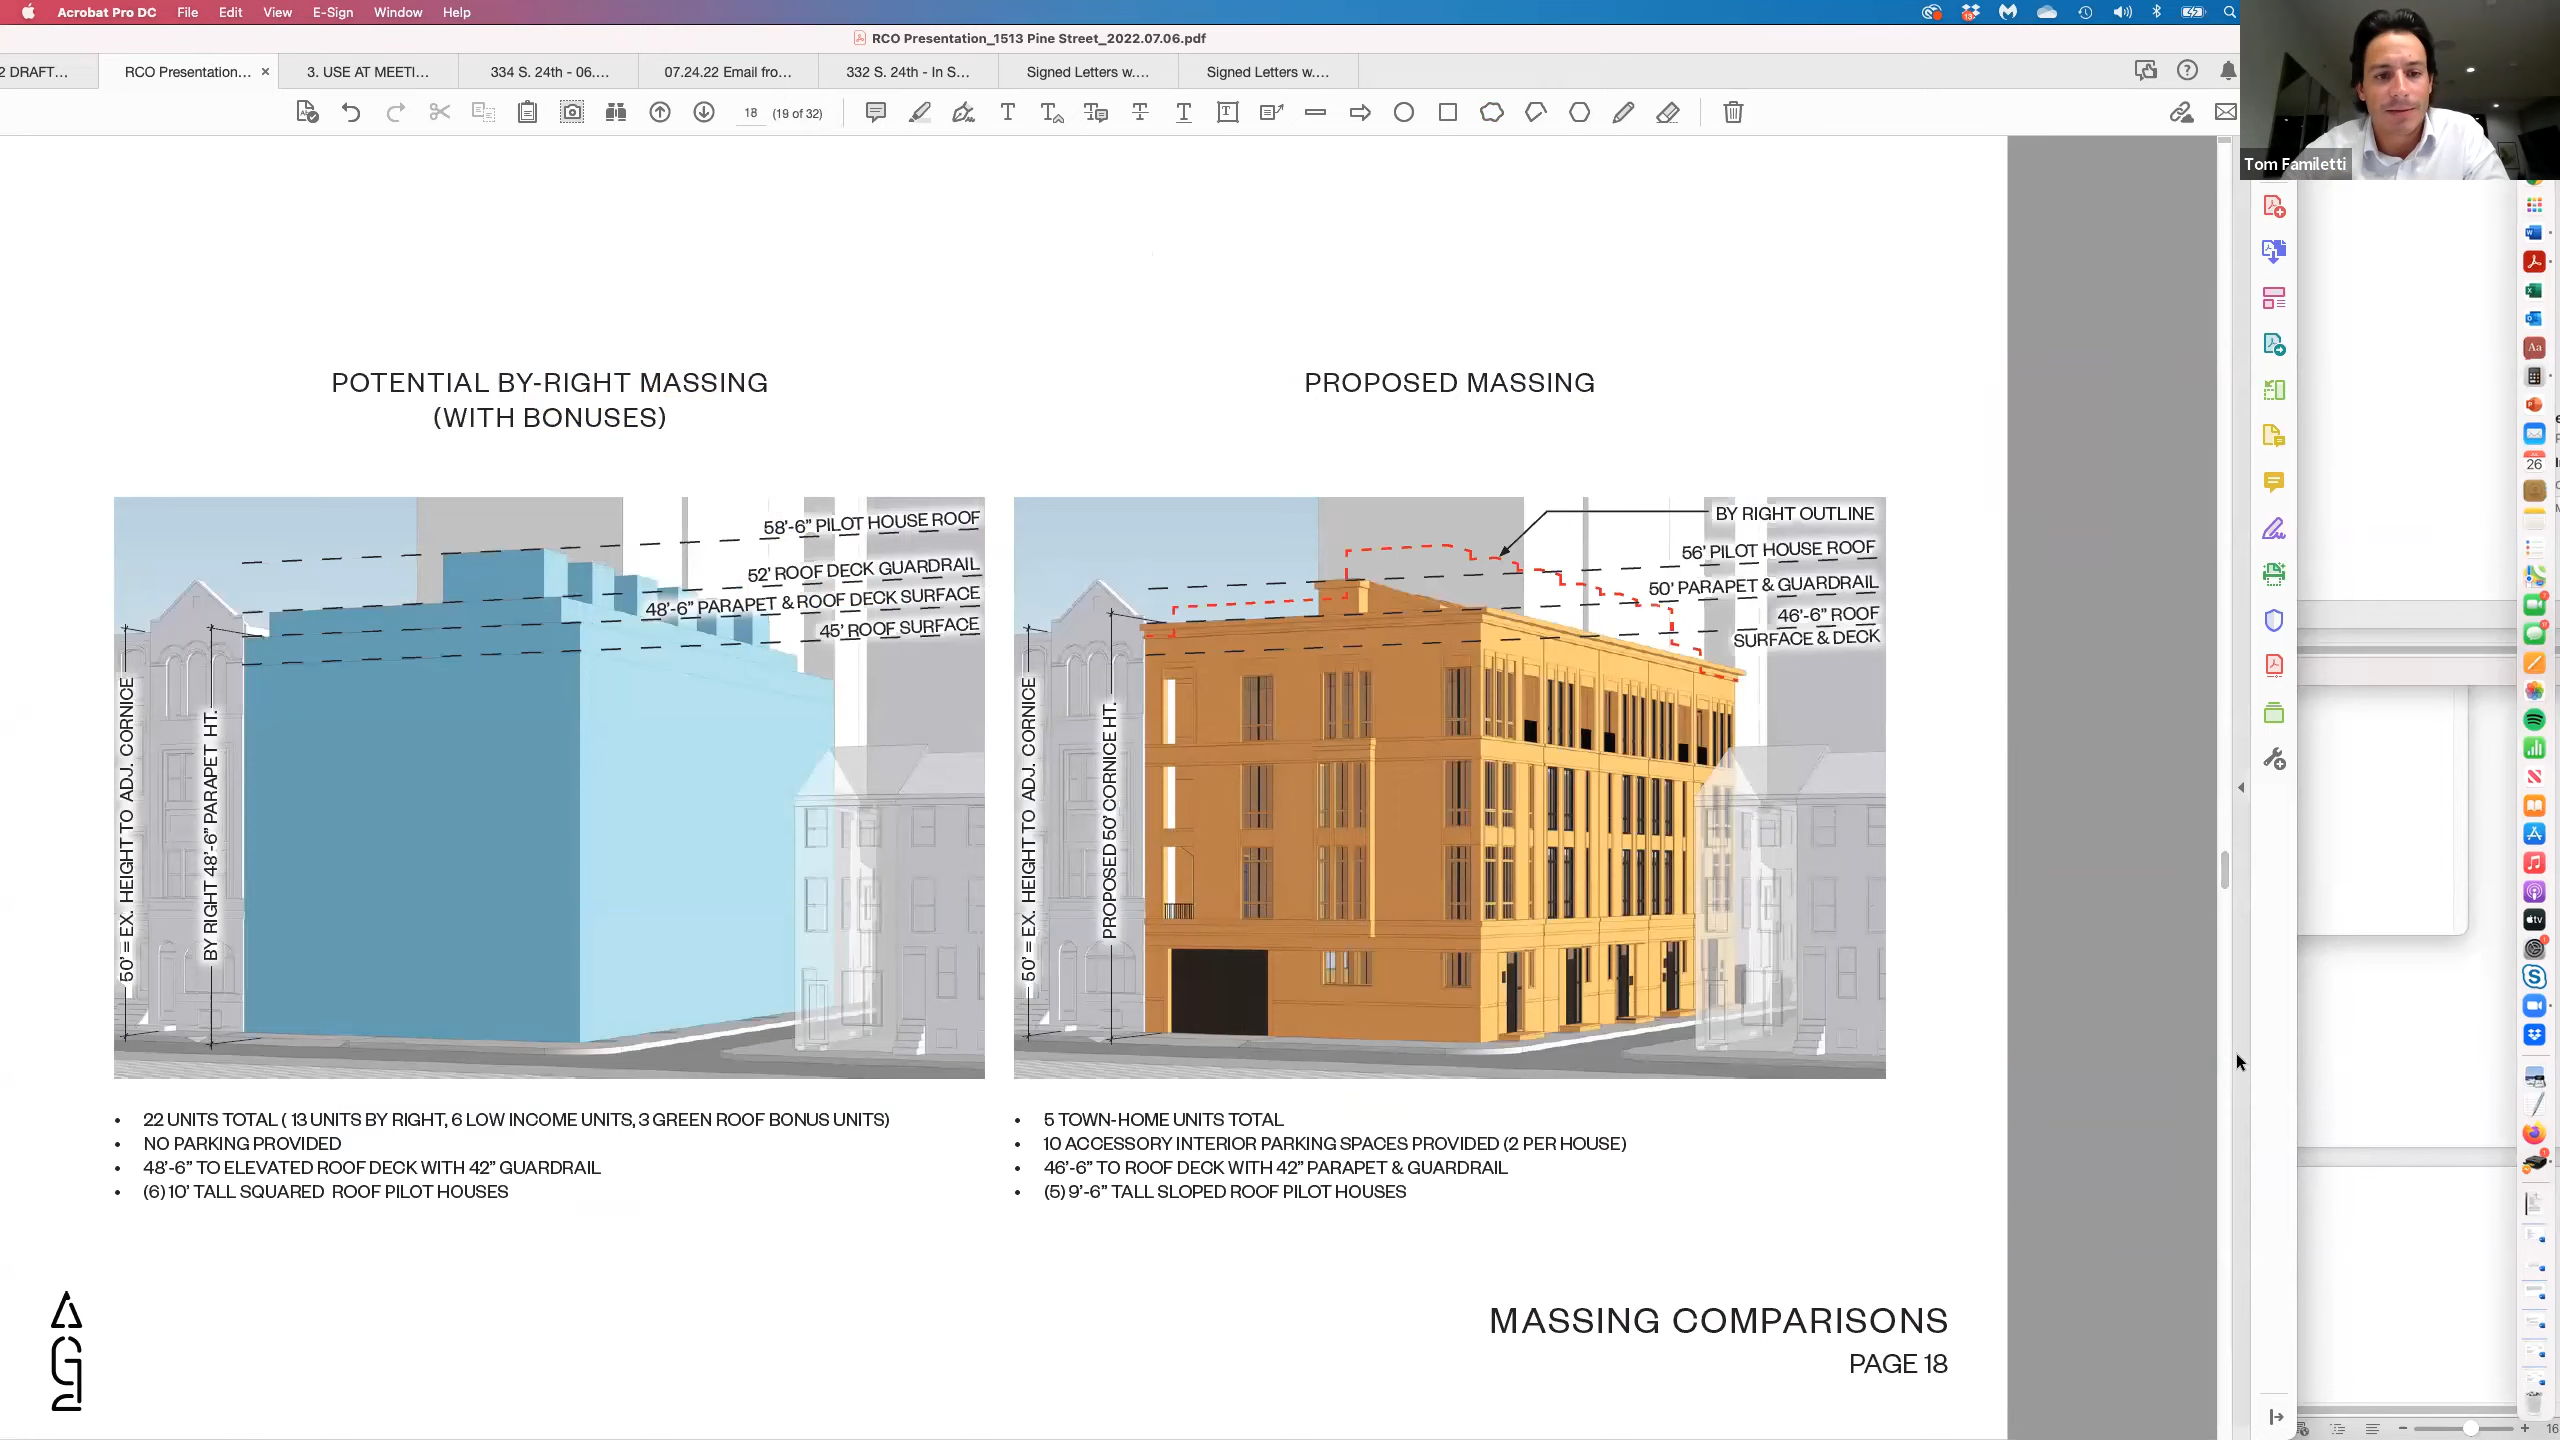 Acrobat Pro DC File Edit View E-Sign Window Help
RCO Presentation_1513 Pine Street_2022.07.06.pdf
2 DRAFT... RCO Presentation... × 3. USE AT MEETI... 334 S. 24th - 06.... 07.24.22 Email fro... 332 S. 24th - In S... Signed Letters w.... Signed Letters w....
18 (19 of 32)
Tom Familetti
POTENTIAL BY-RIGHT MASSING
(WITH BONUSES)
58'-6" PILOT HOUSE ROOF
52' ROOF DECK GUARDRAIL
48'-6" PARAPET & ROOF DECK SURFACE
45' ROOF SURFACE
50' = EX. HEIGHT TO ADJ. CORNICE
BY RIGHT 48'-6" PARAPET HT.
• 22 UNITS TOTAL ( 13 UNITS BY RIGHT, 6 LOW INCOME UNITS, 3 GREEN ROOF BONUS UNITS)
• NO PARKING PROVIDED
• 48'-6" TO ELEVATED ROOF DECK WITH 42" GUARDRAIL
• (6) 10' TALL SQUARED ROOF PILOT HOUSES
PROPOSED MASSING
BY RIGHT OUTLINE
56' PILOT HOUSE ROOF
50' PARAPET & GUARDRAIL
46'-6" ROOF
SURFACE & DECK
50' = EX. HEIGHT TO ADJ. CORNICE
PROPOSED 50' CORNICE HT.
• 5 TOWN-HOME UNITS TOTAL
• 10 ACCESSORY INTERIOR PARKING SPACES PROVIDED (2 PER HOUSE)
• 46'-6" TO ROOF DECK WITH 42" PARAPET & GUARDRAIL
• (5) 9'-6" TALL SLOPED ROOF PILOT HOUSES
MASSING COMPARISONS
PAGE 18
26
Aa
tv
16